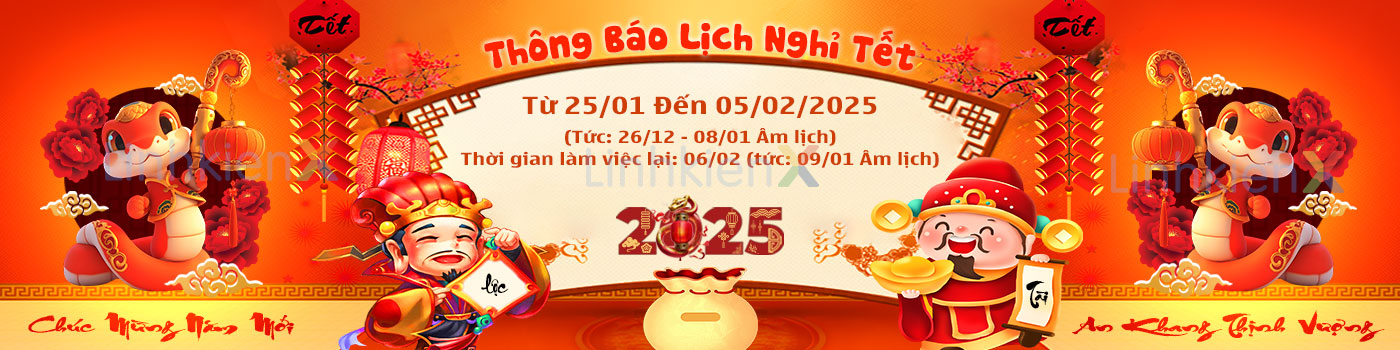 Tết
Tết
Thông Báo Lịch Nghỉ Tết
Từ 25/01 Đến 05/02/2025
(Tức: 26/12 - 08/01 Âm lịch)
Thời gian làm việc lại: 06/02 (tức: 09/01 Âm lịch)
LinhkienX
LinhkienX
LinhkienX
2025
lộc
Tài
Chúc Mừng Năm Mới
An Khang Thịnh Vượng